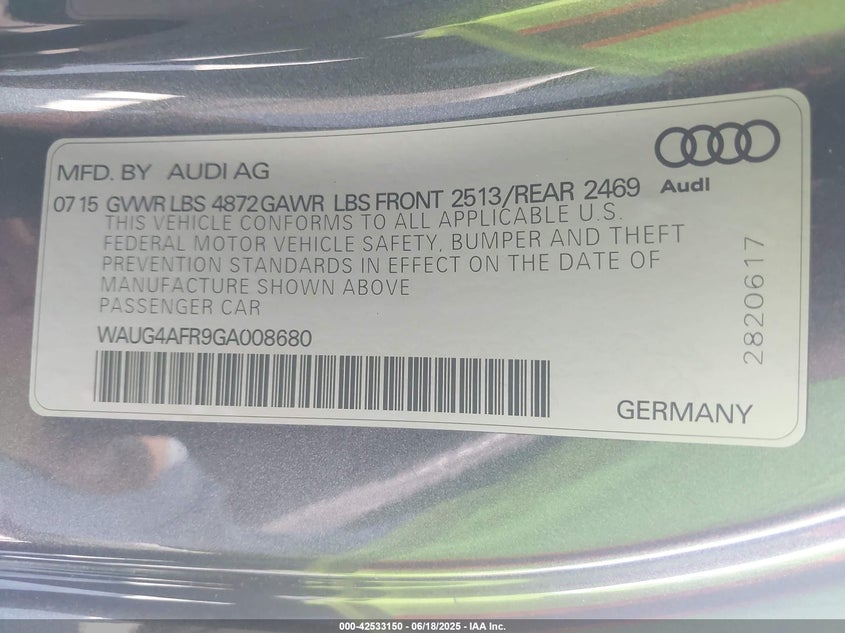 MFD. BY AUDI AG
Audi
07 15 GVWR LBS 4872 GAWR LBS FRONT 2513/REAR 2469
THIS VEHICLE CONFORMS TO ALL APPLICABLE U.S.
FEDERAL MOTOR VEHICLE SAFETY, BUMPER AND THEFT
PREVENTION STANDARDS IN EFFECT ON THE DATE OF
MANUFACTURE SHOWN ABOVE
PASSENGER CAR
WAUG4AFR9GA008680
GERMANY
2820617
000-42533150 - 06/18/2025 - IAA Inc.